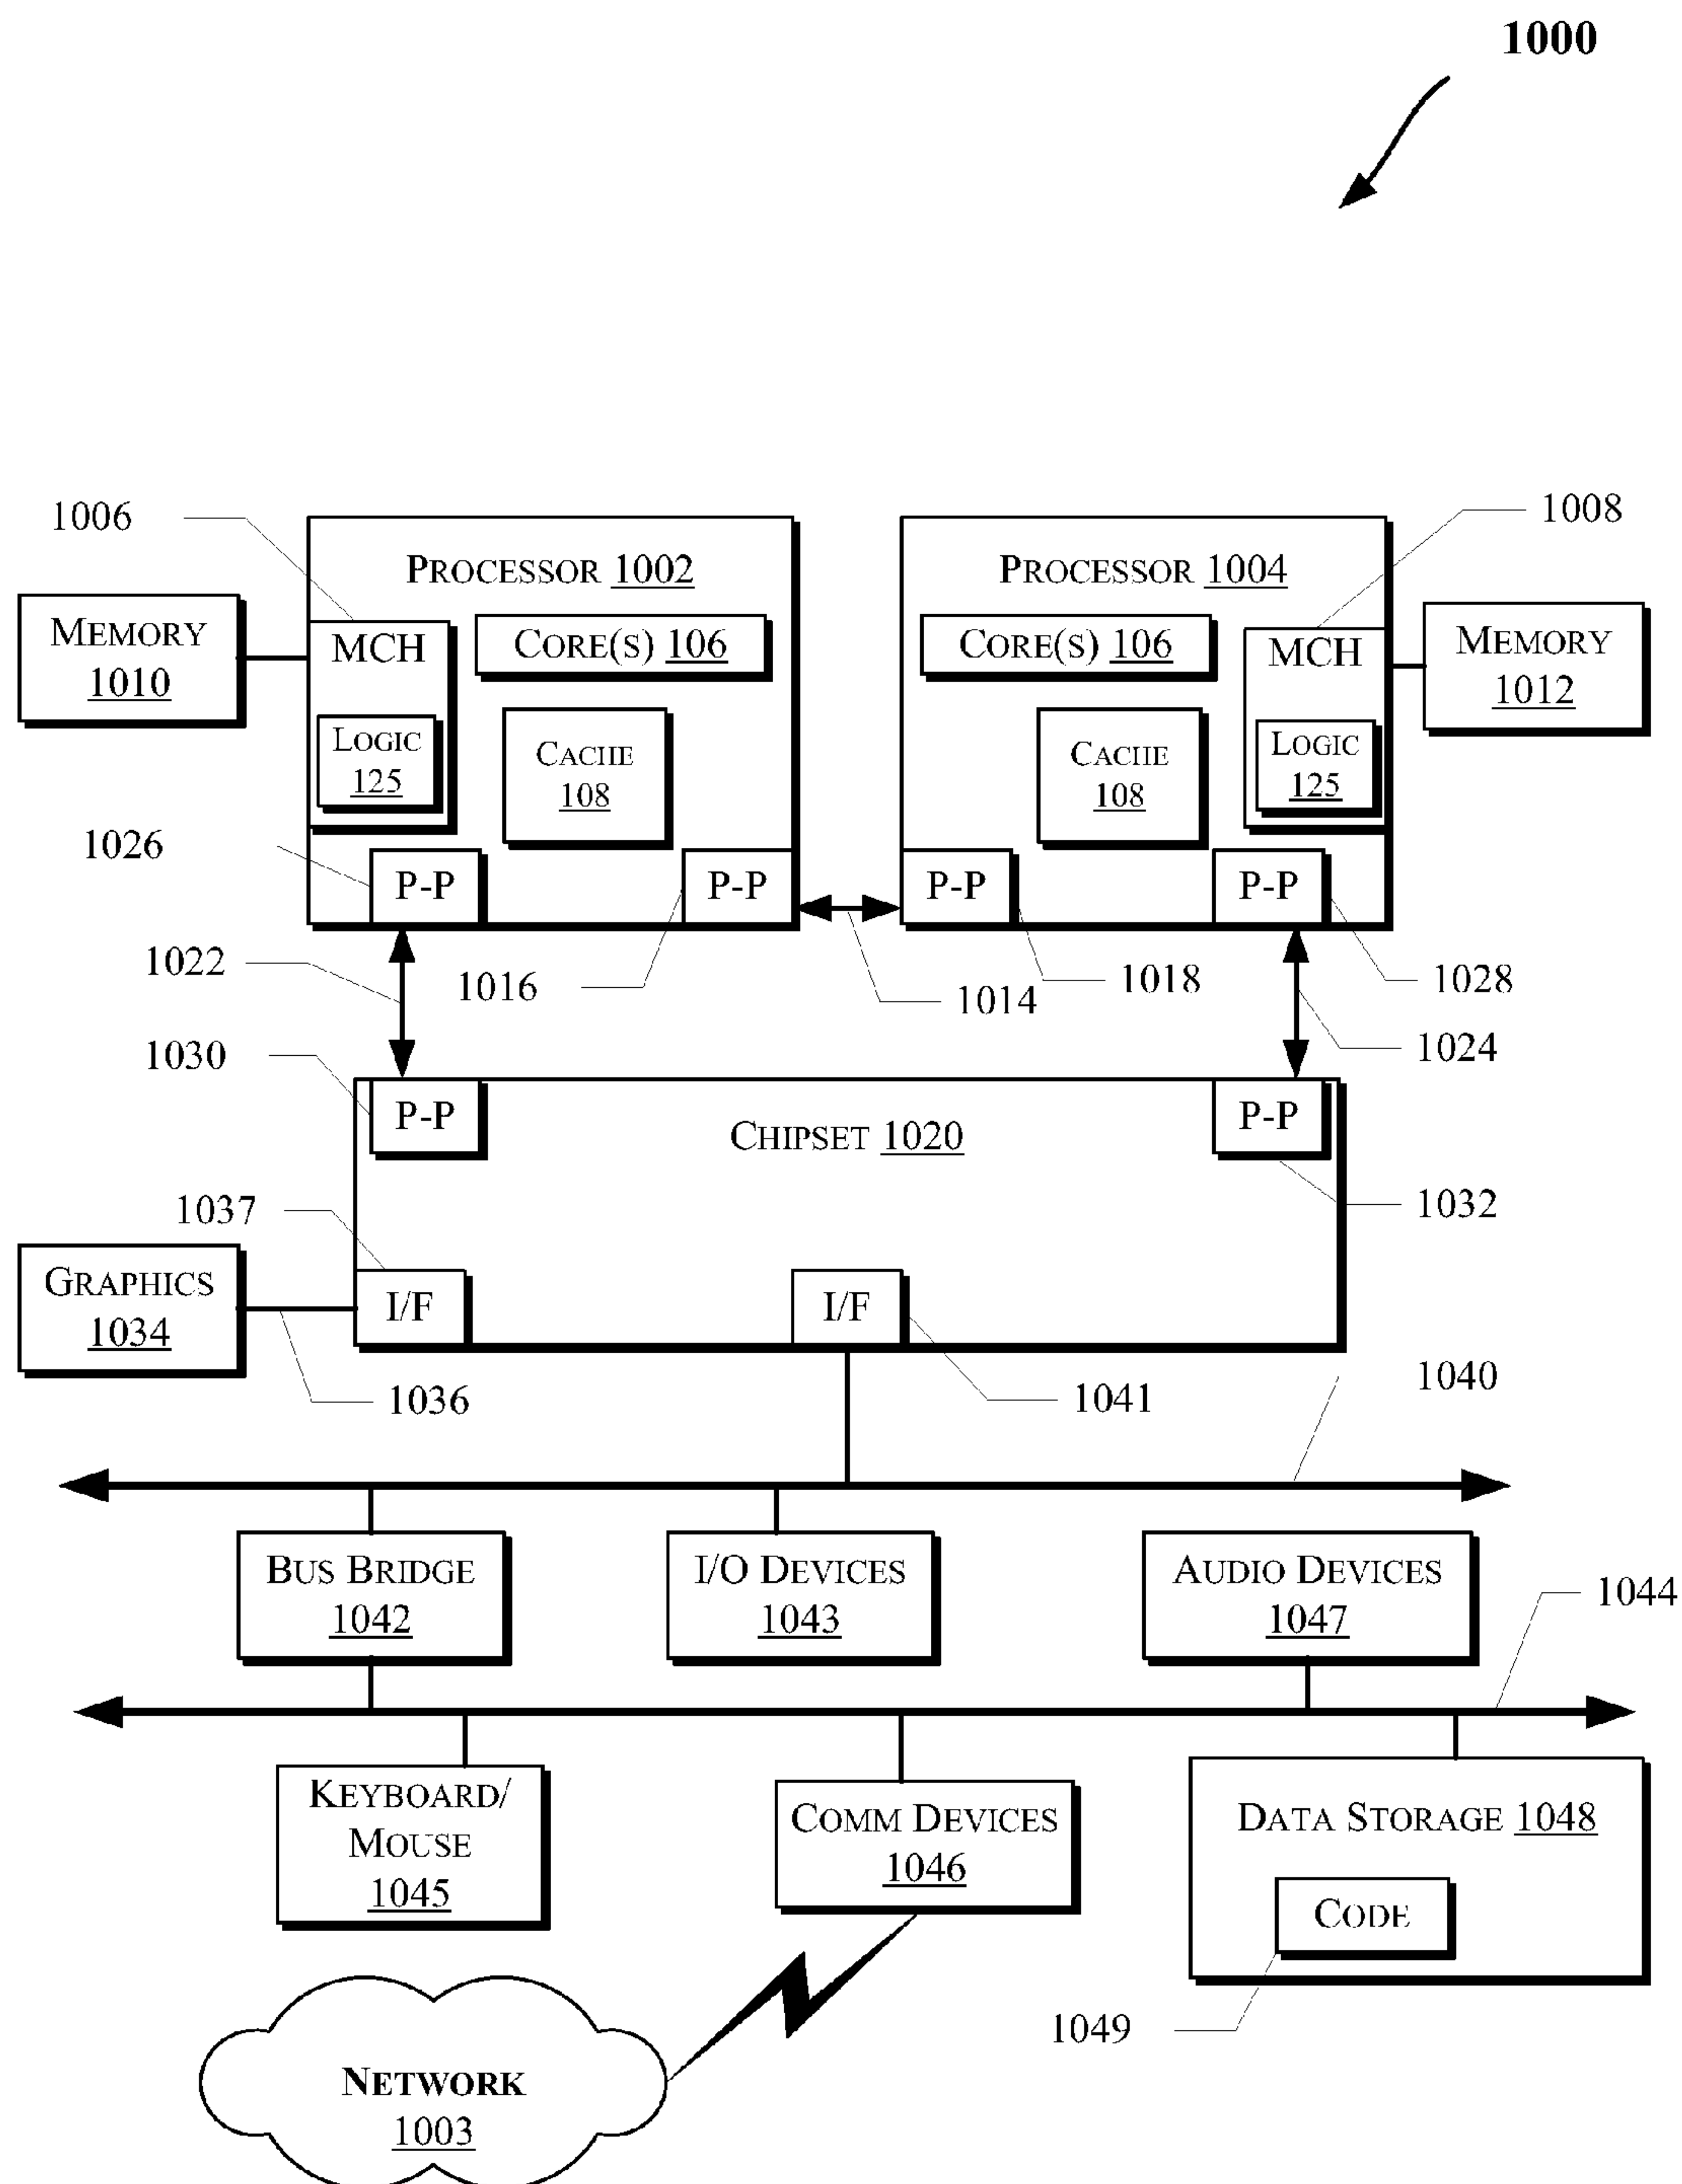 1000
1006
1008
PROCESSOR 1002
PROCESSOR 1004
MEMORY
1010
MCH
CORE(S) 106
CORE(S) 106
MCH
MEMORY
1012
LOGIC
125
CACHE
108
CACHE
108
LOGIC
125
1026
P-P
P-P
P-P
P-P
1022
1016
1014
1018
1028
1030
1024
P-P
CHIPSET 1020
P-P
1037
1032
GRAPHICS
1034
I/F
I/F
1036
1041
1040
BUS BRIDGE
1042
I/O DEVICES
1043
AUDIO DEVICES
1047
1044
KEYBOARD/
MOUSE
1045
COMM DEVICES
1046
DATA STORAGE 1048
CODE
1049
NETWORK
1003